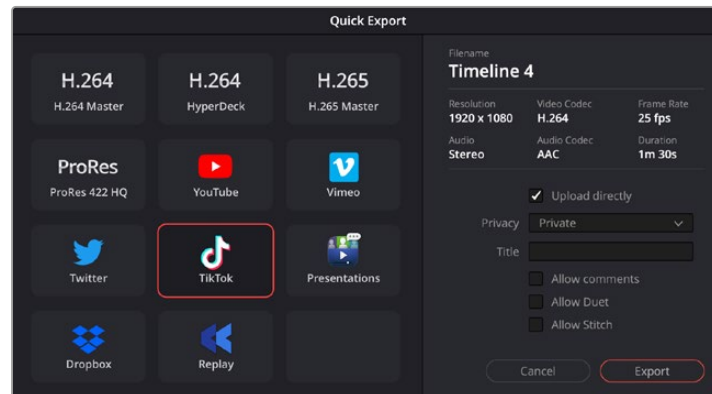 Quick Export
H.264
H.264 Master
H.264
HyperDeck
H.265
H.265 Master
ProRes
ProRes 422 HQ
YouTube
Vimeo
Twitter
TikTok
Presentations
Dropbox
Replay
Filename
Timeline 4
Resolution Video Codec Frame Rate
1920 x 1080 H.264 25 fps
Audio Audio Codec Duration
Stereo AAC 1m 30s
Upload directly
Privacy Private
Title
Allow comments
Allow Duet
Allow Stitch
Cancel Export